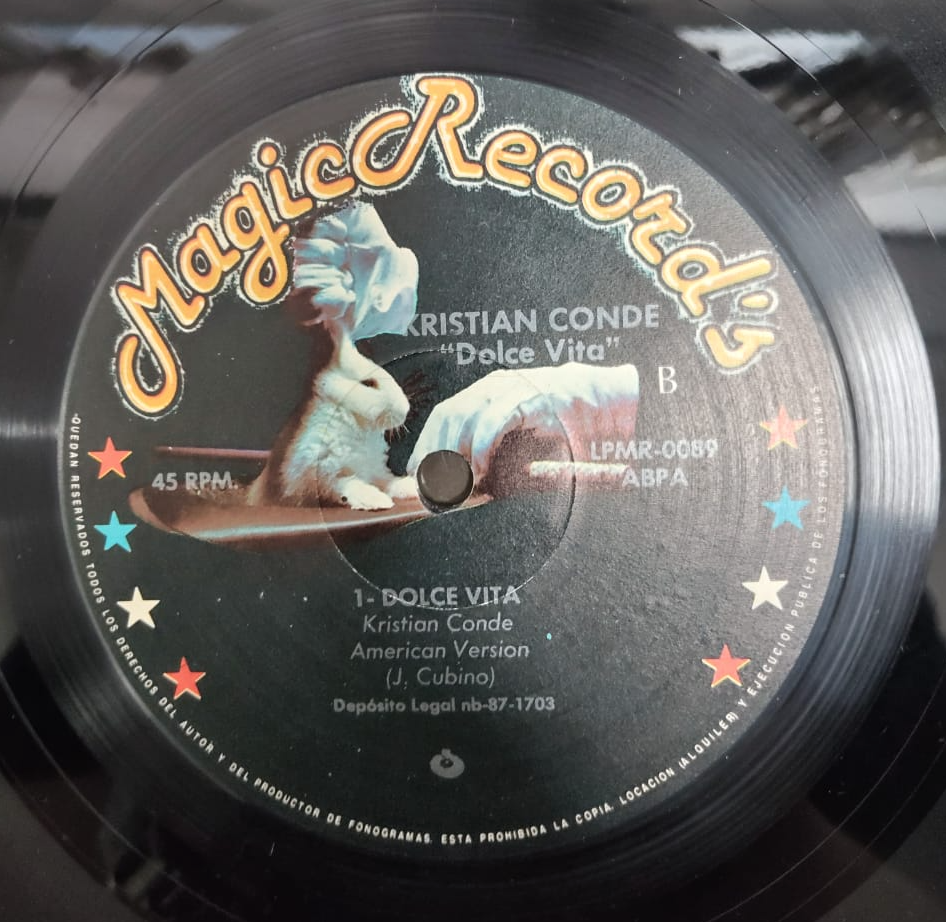 Magic Record's
KRISTIAN CONDE
"Dolce Vita"
B
45 RPM.
LPMR-0089
ABPA
1- DOLCE VITA
Kristian Conde
American Version
(J. Cubino)
Depósito Legal nb-87-1703
·QUEDAN RESERVADOS TODOS LOS DERECHOS DEL AUTOR Y DEL PRODUCTOR DE FONOGRAMAS. ESTA PROHIBIDA LA COPIA, LOCACION (ALQUILER) Y EJECUCION PUBLICA DE LOS FONOGRAMAS